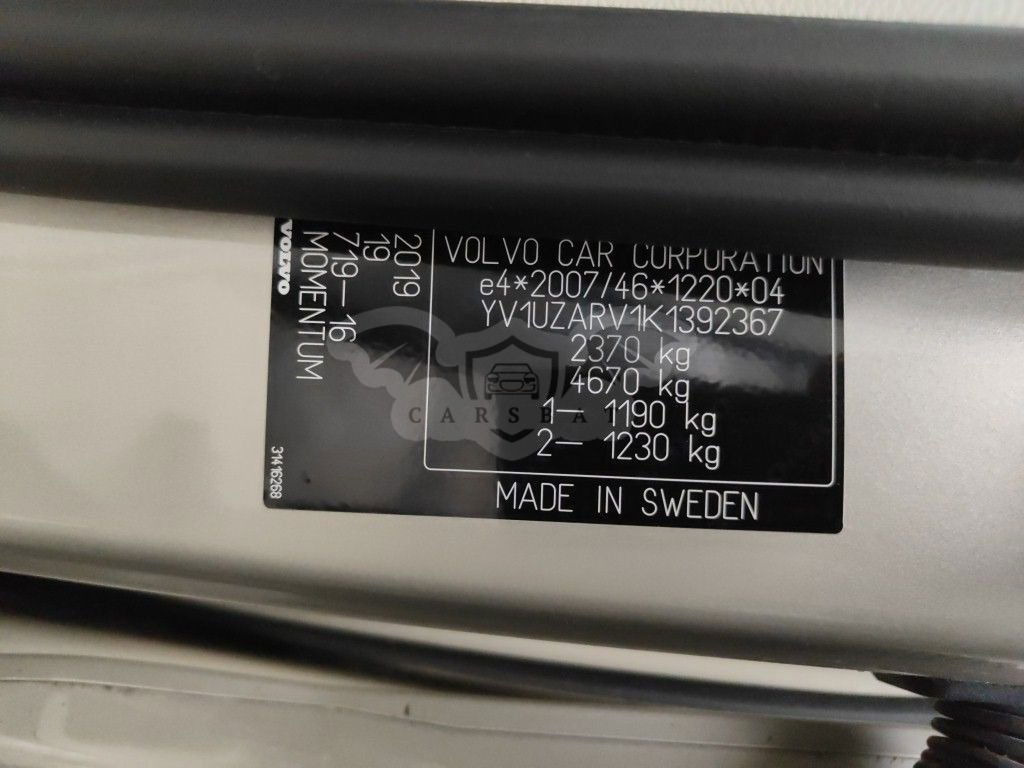 VOLVO CAR CORPORATION
e4*2007/46*1220*04
YV1UZARV1K1392367
2370 kg
4670 kg
1— 1190 kg
2— 1230 kg
MADE IN SWEDEN
2019
19
719—16
MOMENTUM
VOLVO
31416268
CARSBAT